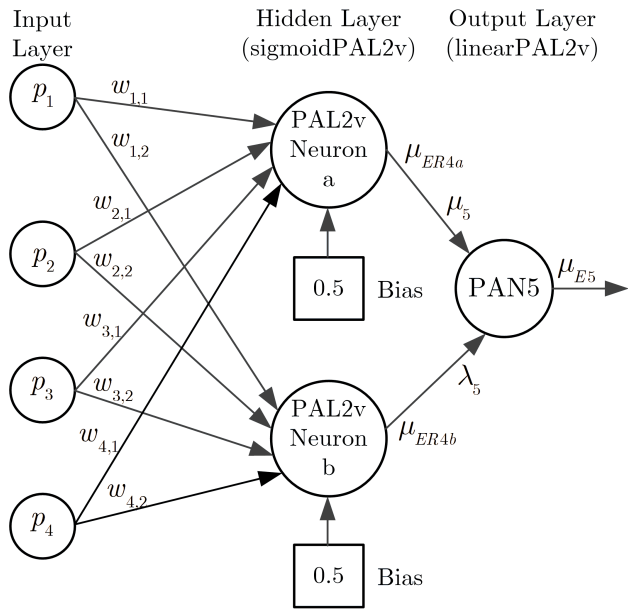 Input
Layer
Hidden Layer
(sigmoidPAL2v)
Output Layer
(linearPAL2v)
p1
w1,1
w1,2
PAL2v
Neuron
a
μER4a
μ5
w2,1
p2
w2,2
0.5
Bias
PAN5
μE5
w3,1
p3
w3,2
λ5
PAL2v
Neuron
b
μER4b
w4,1
w4,2
p4
0.5
Bias